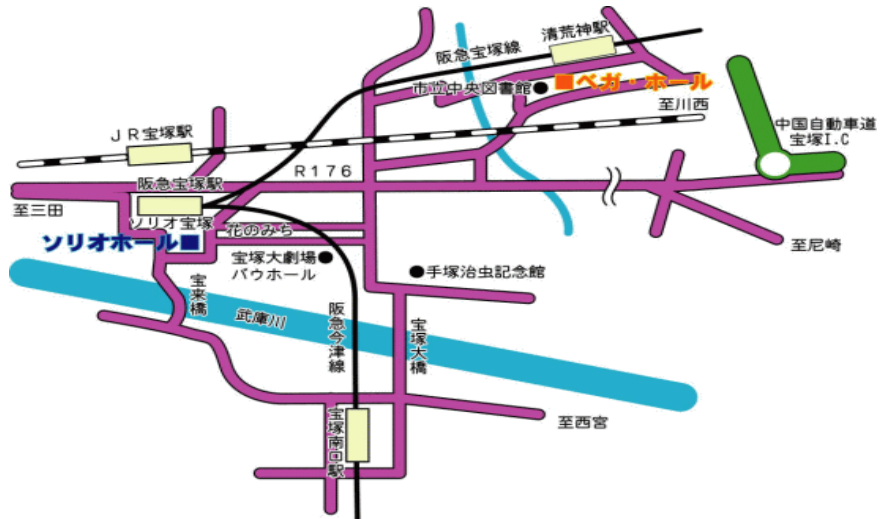 清荒神駅
阪急宝塚線
■ベガ・ホール
市立中央図書館●
至川西
中国自動車道
宝塚I.C
JR宝塚駅
R176
阪急宝塚駅
至三田
ソリオ宝塚
花のみち
ソリオホール■
至尼崎
宝塚大劇場
バウホール
●手塚治虫記念館
宝来橋
武庫川
阪急今津線
宝塚大橋
至西宮
宝塚南口駅